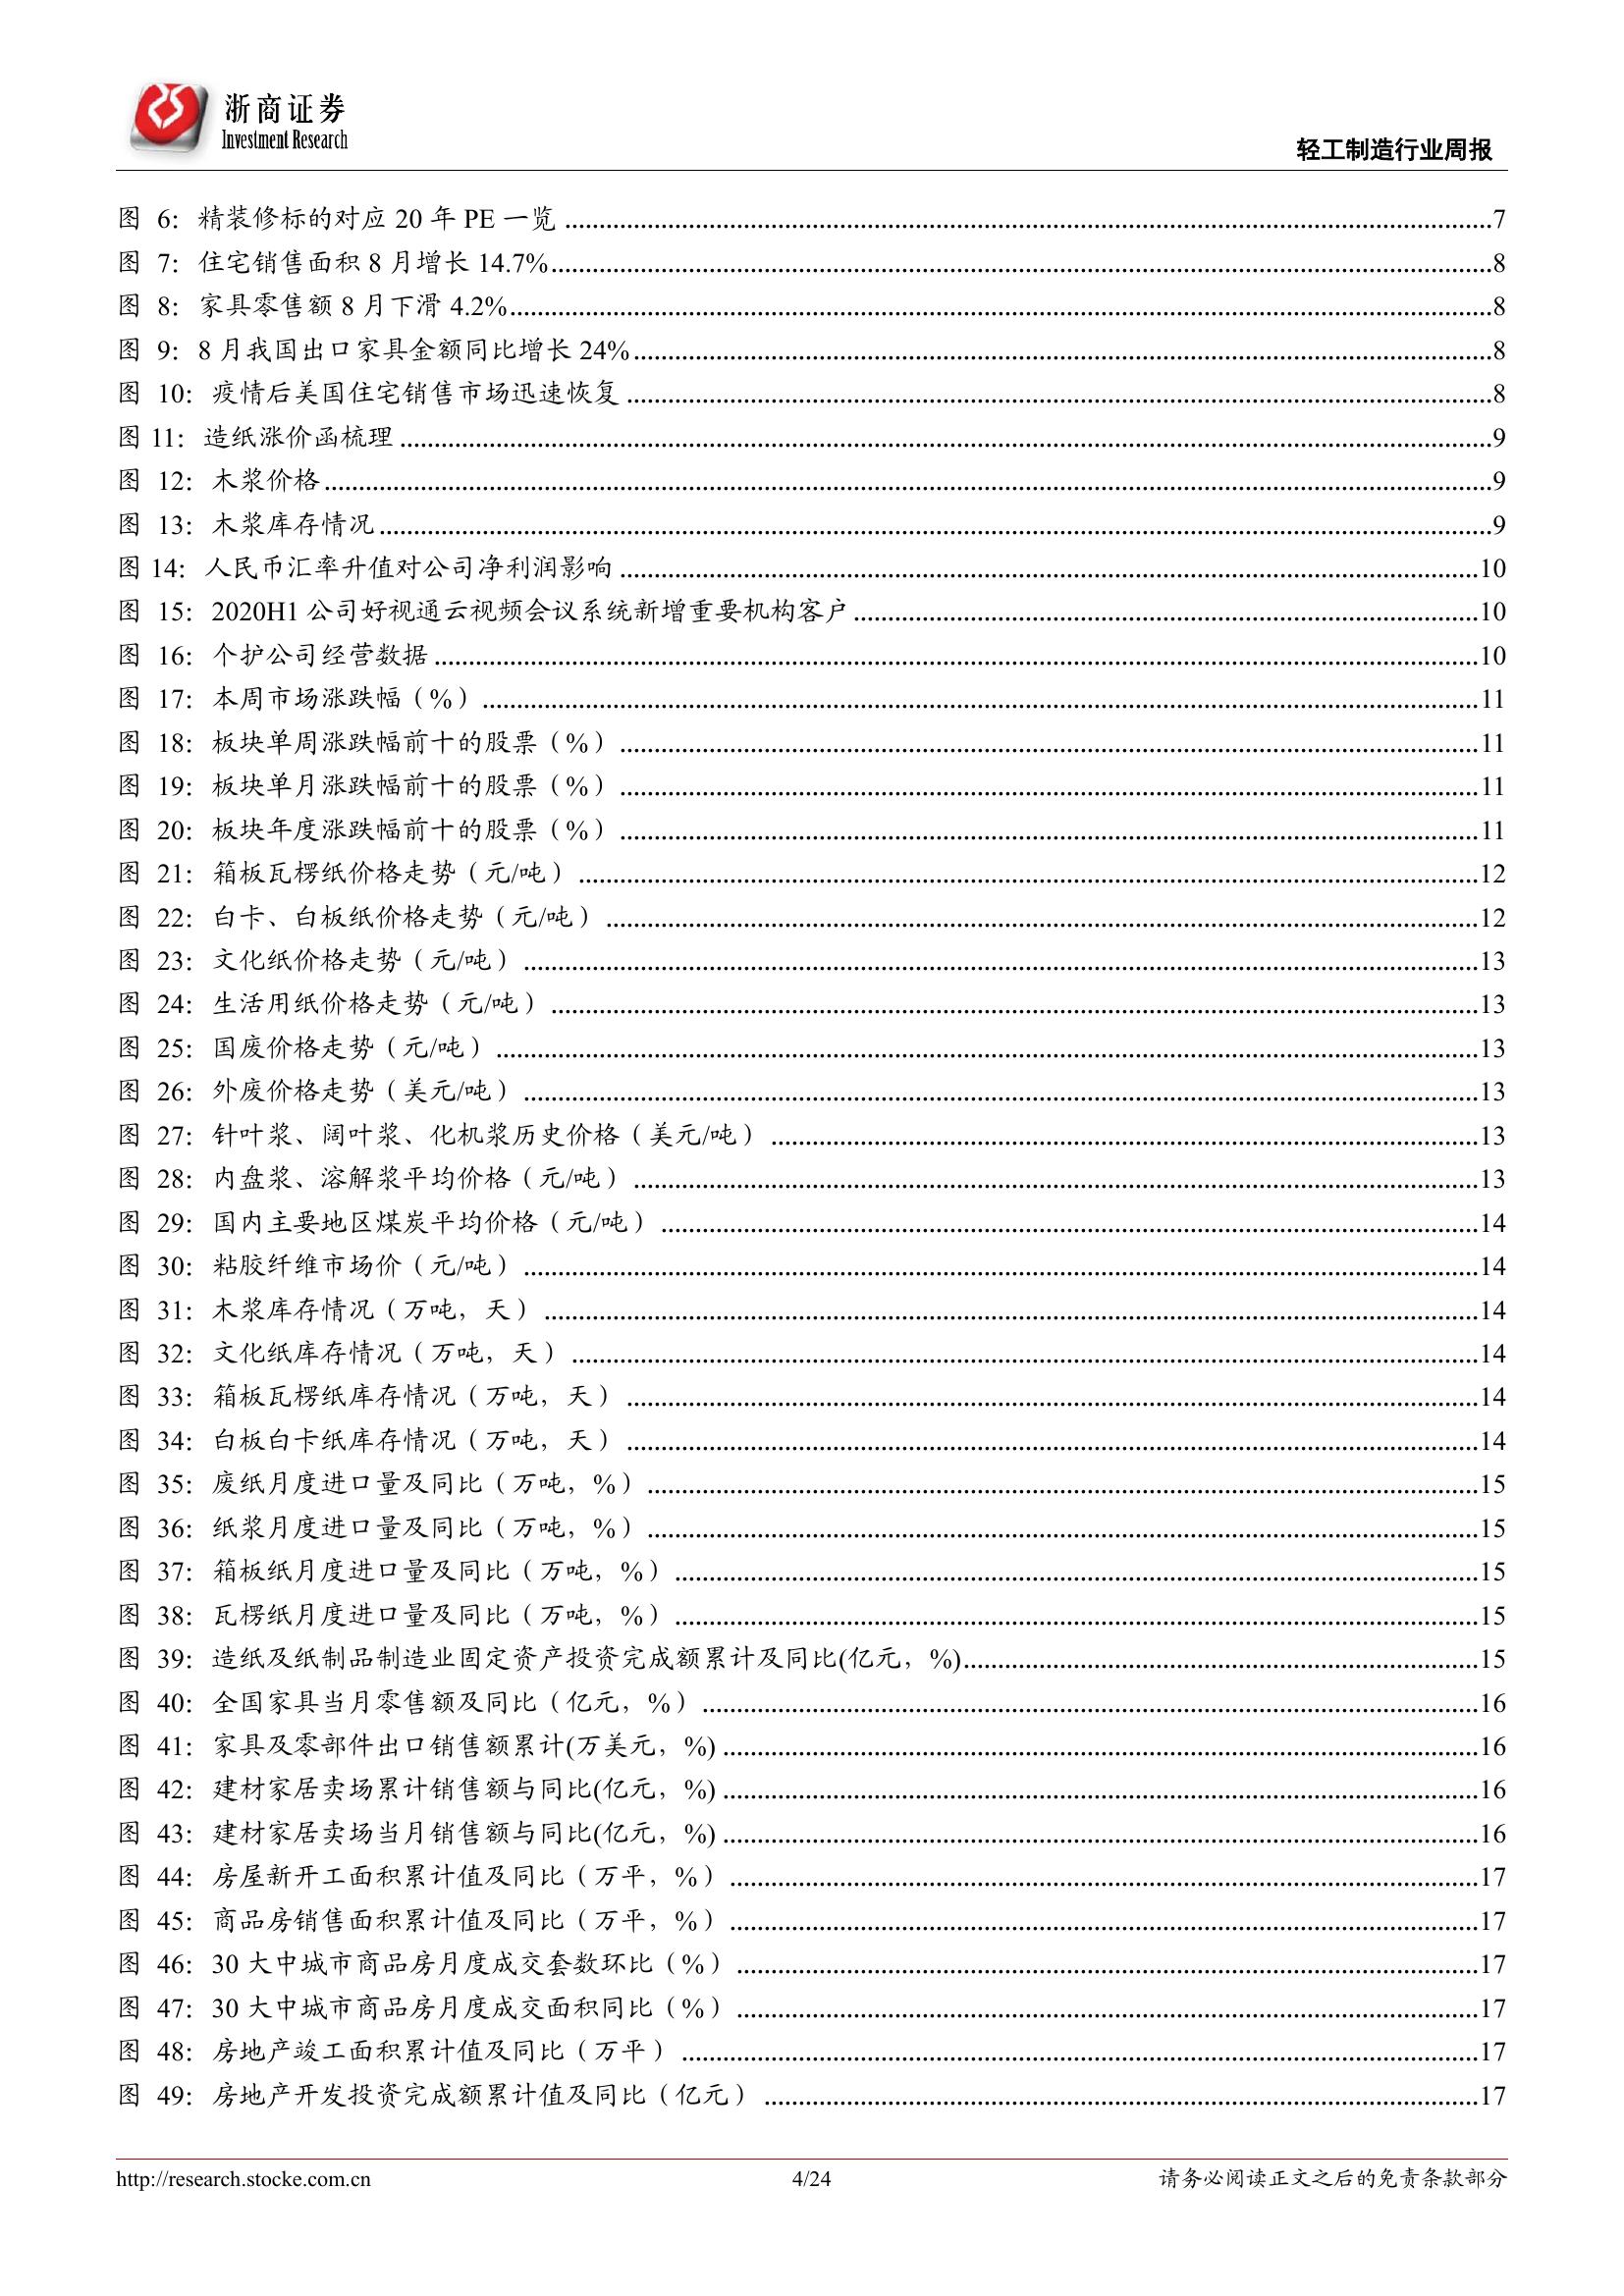 浙商证券
Investment Research
轻工制造行业周报
图 6：精装修标的对应 20 年 PE 一览 ........ 7
图 7：住宅销售面积 8 月增长 14.7% ........ 8
图 8：家具零售额 8 月下滑 4.2% ........ 8
图 9：8 月我国出口家具金额同比增长 24% ........ 8
图 10：疫情后美国住宅销售市场迅速恢复 ........ 8
图 11：造纸涨价函梳理 ........ 9
图 12：木浆价格 ........ 9
图 13：木浆库存情况 ........ 9
图 14：人民币汇率升值对公司净利润影响 ........ 10
图 15：2020H1 公司好视通云视频会议系统新增重要机构客户 ........ 10
图 16：个护公司经营数据 ........ 10
图 17：本周市场涨跌幅（%） ........ 11
图 18：板块单周涨跌幅前十的股票（%） ........ 11
图 19：板块单月涨跌幅前十的股票（%） ........ 11
图 20：板块年度涨跌幅前十的股票（%） ........ 11
图 21：箱板瓦楞纸价格走势（元/吨） ........ 12
图 22：白卡、白板纸价格走势（元/吨） ........ 12
图 23：文化纸价格走势（元/吨） ........ 13
图 24：生活用纸价格走势（元/吨） ........ 13
图 25：国废价格走势（元/吨） ........ 13
图 26：外废价格走势（美元/吨） ........ 13
图 27：针叶浆、阔叶浆、化机浆历史价格（美元/吨） ........ 13
图 28：内盘浆、溶解浆平均价格（元/吨） ........ 13
图 29：国内主要地区煤炭平均价格（元/吨） ........ 14
图 30：粘胶纤维市场价（元/吨） ........ 14
图 31：木浆库存情况（万吨，天） ........ 14
图 32：文化纸库存情况（万吨，天） ........ 14
图 33：箱板瓦楞纸库存情况（万吨，天） ........ 14
图 34：白板白卡纸库存情况（万吨，天） ........ 14
图 35：废纸月度进口量及同比（万吨，%） ........ 15
图 36：纸浆月度进口量及同比（万吨，%） ........ 15
图 37：箱板纸月度进口量及同比（万吨，%） ........ 15
图 38：瓦楞纸月度进口量及同比（万吨，%） ........ 15
图 39：造纸及纸制品制造业固定资产投资完成额累计及同比(亿元，%) ........ 15
图 40：全国家具当月零售额及同比（亿元，%） ........ 16
图 41：家具及零部件出口销售额累计(万美元，%) ........ 16
图 42：建材家居卖场累计销售额与同比(亿元，%) ........ 16
图 43：建材家居卖场当月销售额与同比(亿元，%) ........ 16
图 44：房屋新开工面积累计值及同比（万平，%） ........ 17
图 45：商品房销售面积累计值及同比（万平，%） ........ 17
图 46：30 大中城市商品房月度成交套数环比（%） ........ 17
图 47：30 大中城市商品房月度成交面积同比（%） ........ 17
图 48：房地产竣工面积累计值及同比（万平） ........ 17
图 49：房地产开发投资完成额累计值及同比（亿元） ........ 17
http://research.stocke.com.cn
4/24
请务必阅读正文之后的免责条款部分